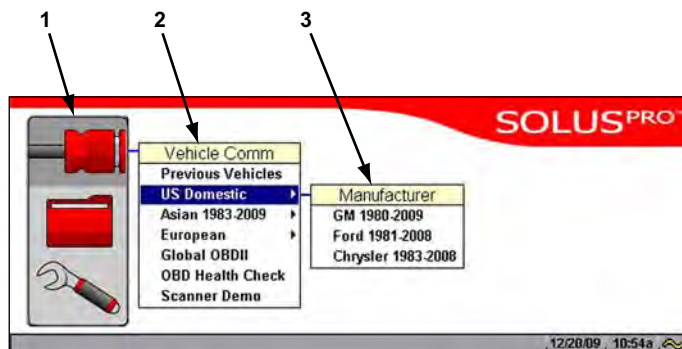 1 2 3
SOLUSPRO™
Vehicle Comm
Previous Vehicles
US Domestic
Manufacturer
Asian 1983-2009
GM 1980-2009
European
Ford 1981-2008
Global OBDII
Chrysler 1983-2008
OBD Health Check
Scanner Demo
12/20/09 10:54a